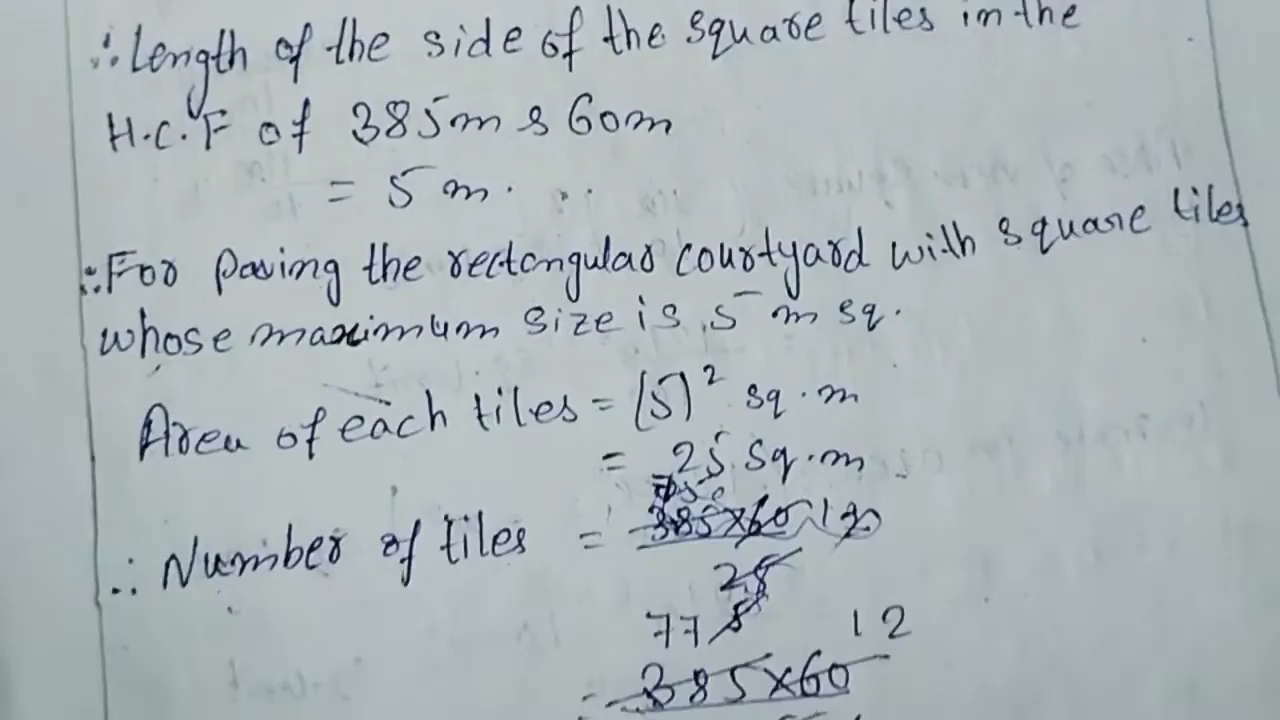 ∴ Length of the side of the square tiles in the
H.C.F of 385m & 60m
= 5 m.
∴ For paving the rectangular courtyard with square tiles
whose maximum size is 5 m sq.
Area of each tiles = (5)² sq.m
= 25 sq.m
∴ Number of tiles = 385×60
25
77 5 12
= 385×60